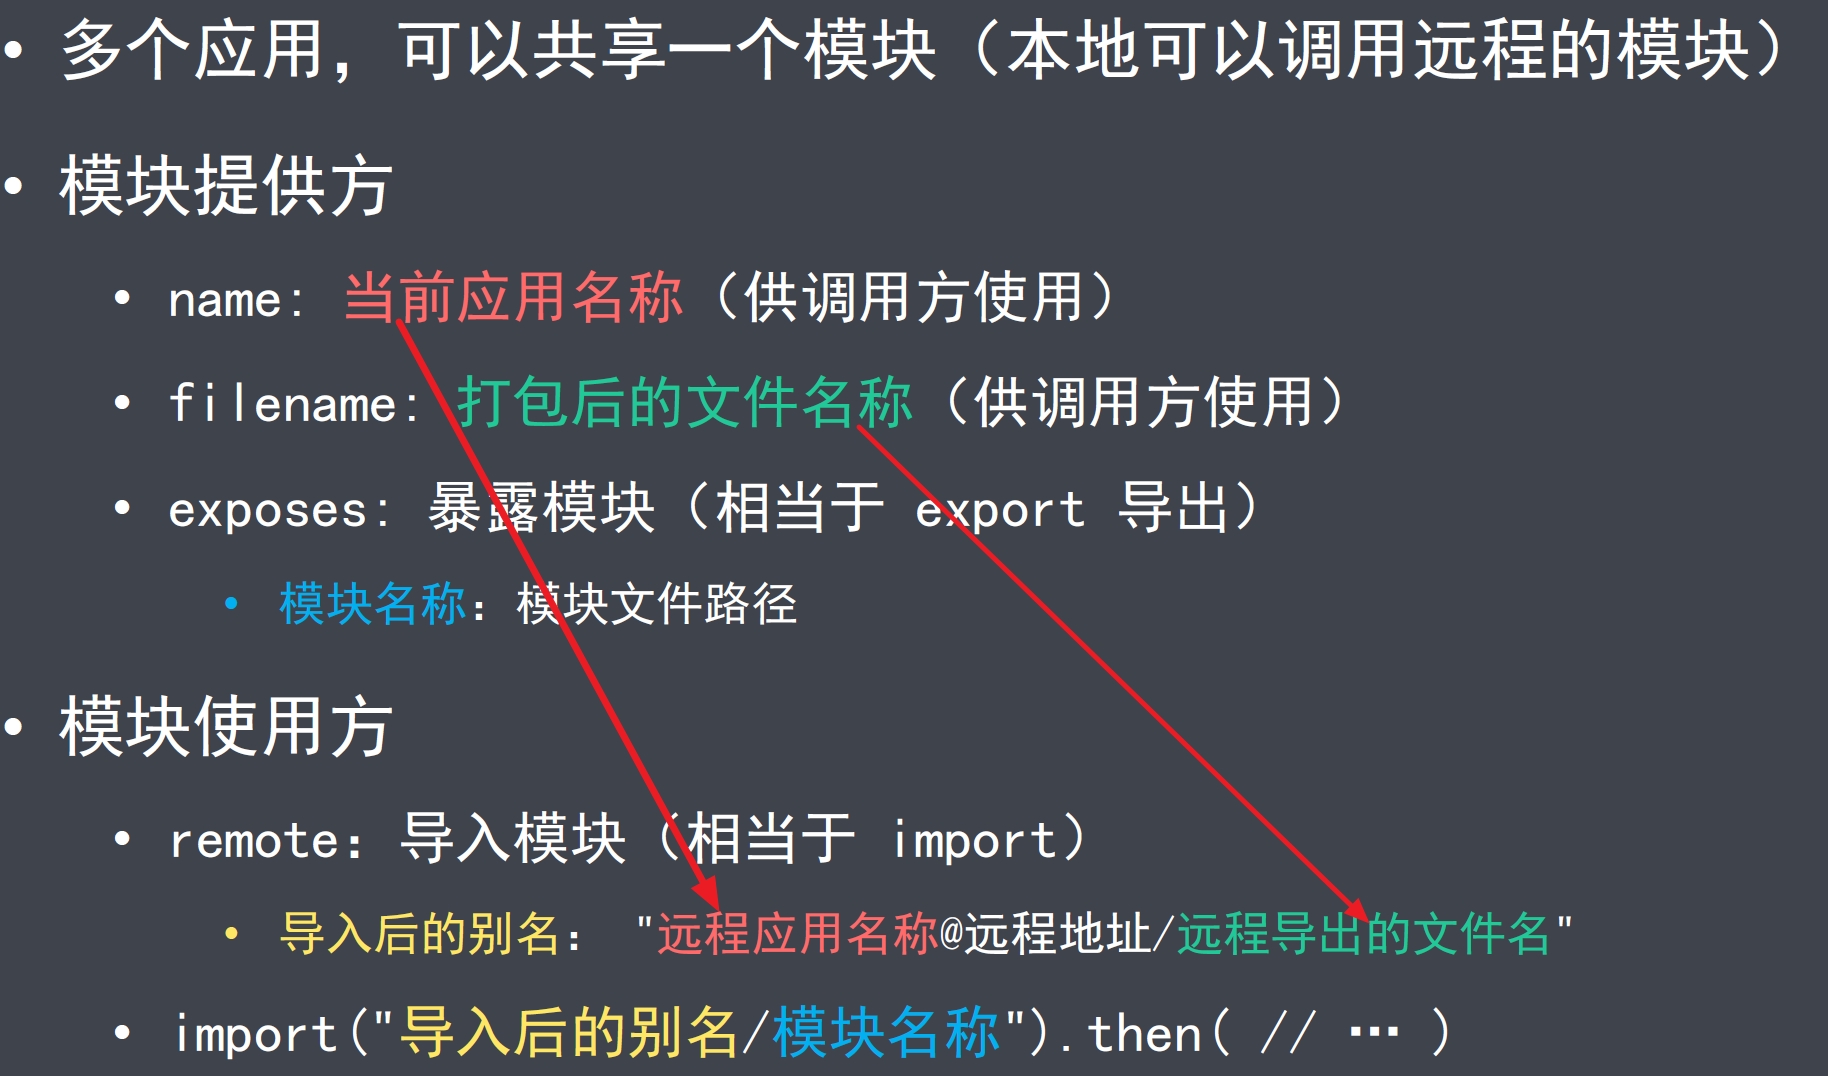 • 多个应用，可以共享一个模块（本地可以调用远程的模块）
• 模块提供方
• name: 当前应用名称（供调用方使用）
• filename: 打包后的文件名称（供调用方使用）
• exposes: 暴露模块（相当于 export 导出）
• 模块名称：模块文件路径
• 模块使用方
• remote：导入模块（相当于 import）
• 导入后的别名： "远程应用名称@远程地址/远程导出的文件名"
• import("导入后的别名/模块名称").then( // … )